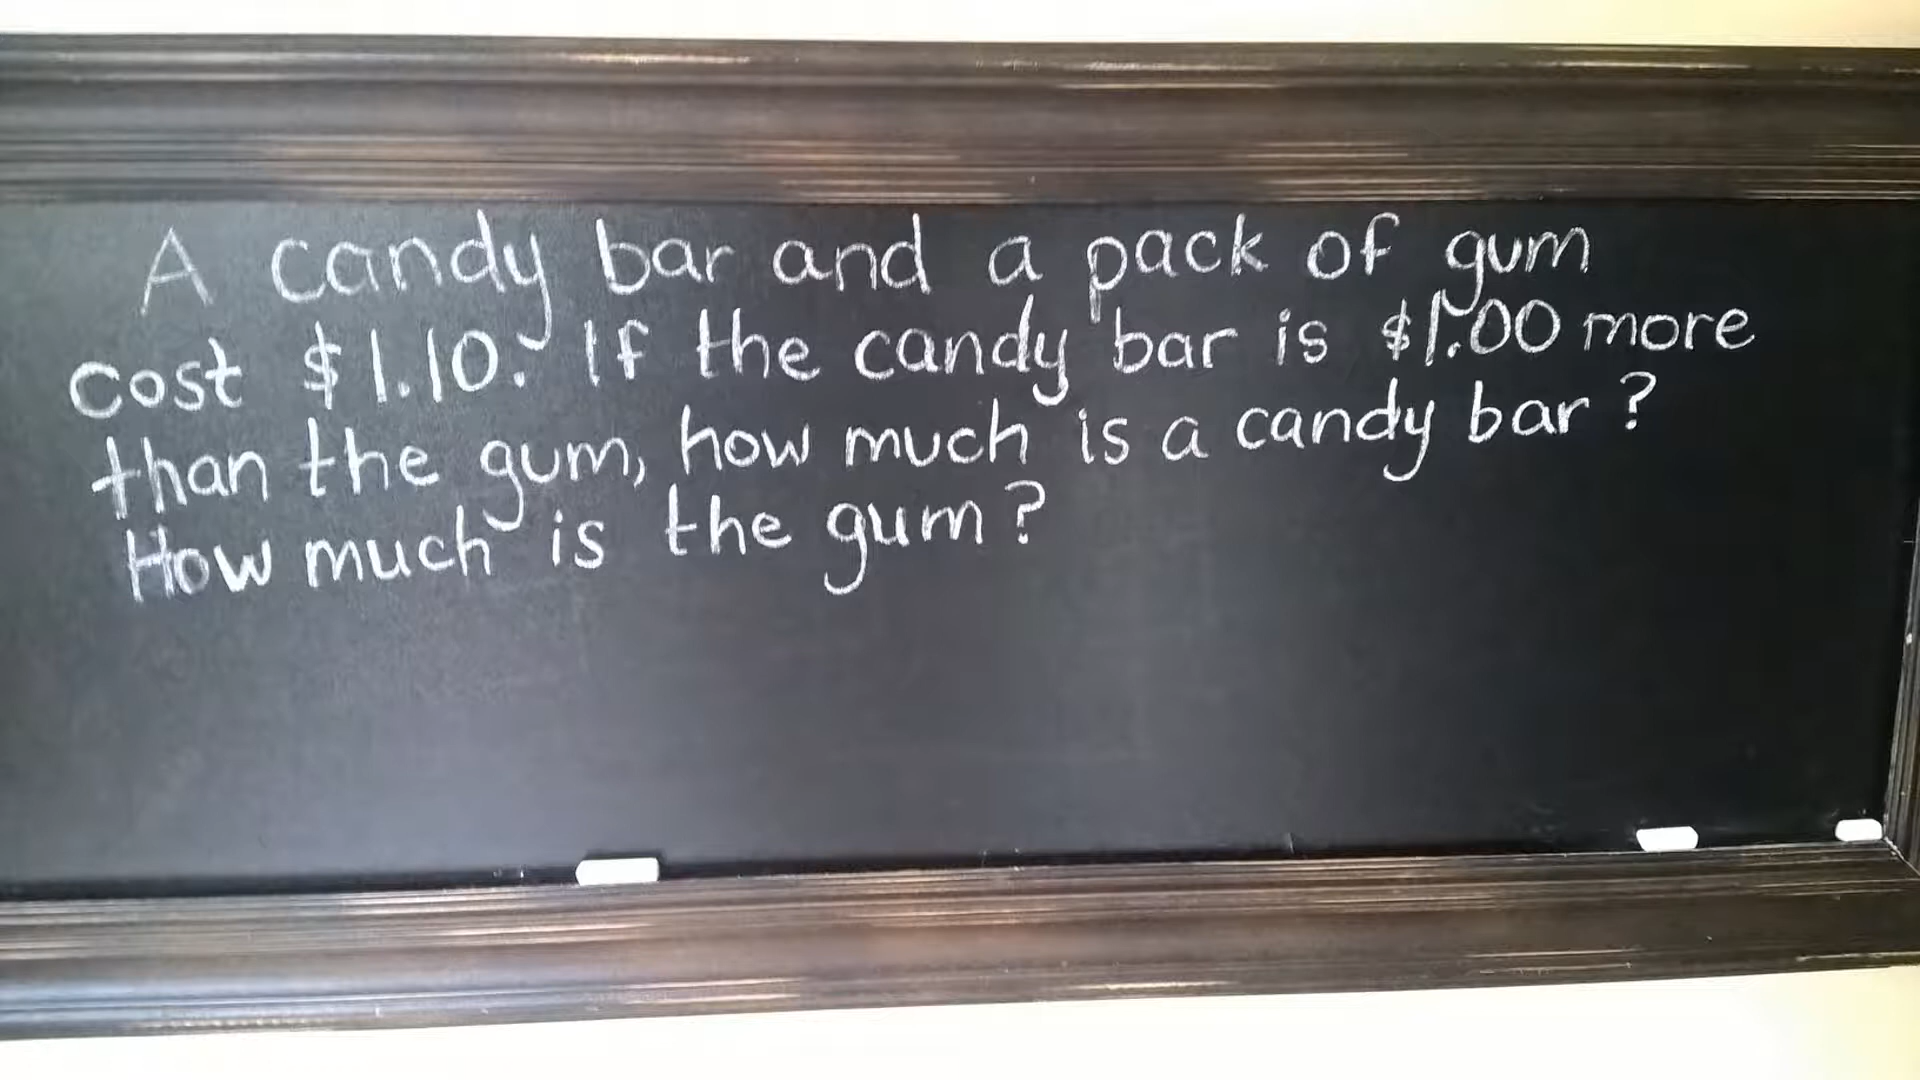 A candy bar and a pack of gum
cost $1.10. If the candy bar is $1.00 more
than the gum, how much is a candy bar?
How much is the gum?